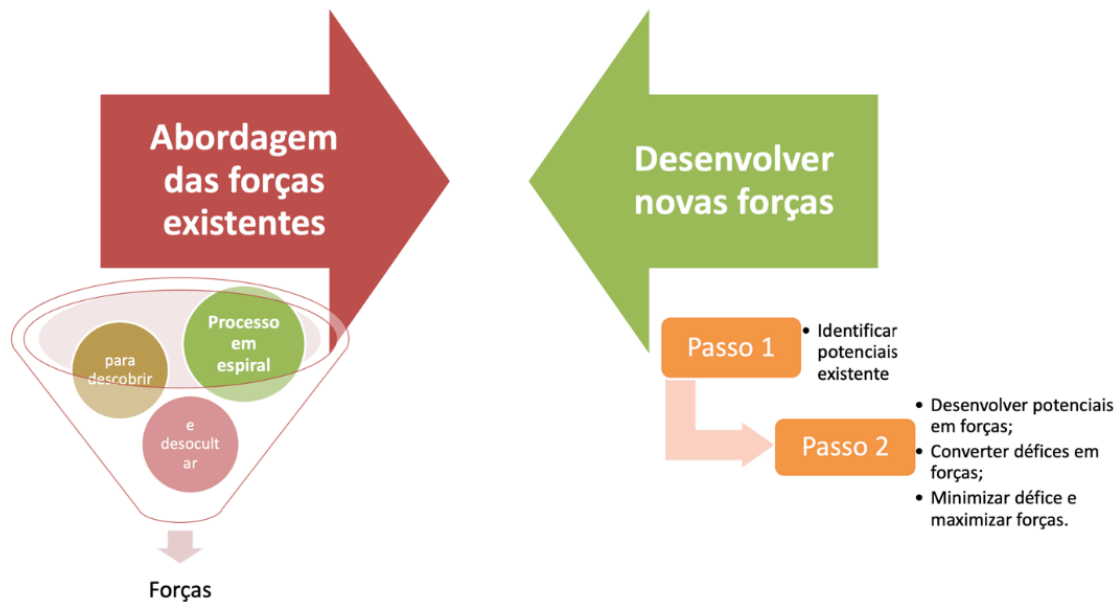 Abordagem
das forças
existentes
Processo
em
espiral
para
descobrir
e
desocult
ar
Forças
Desenvolver
novas forças
Passo 1
• Identificar
potenciais
existente
Passo 2
• Desenvolver potenciais
em forças;
• Converter défices em
forças;
• Minimizar défice e
maximizar forças.